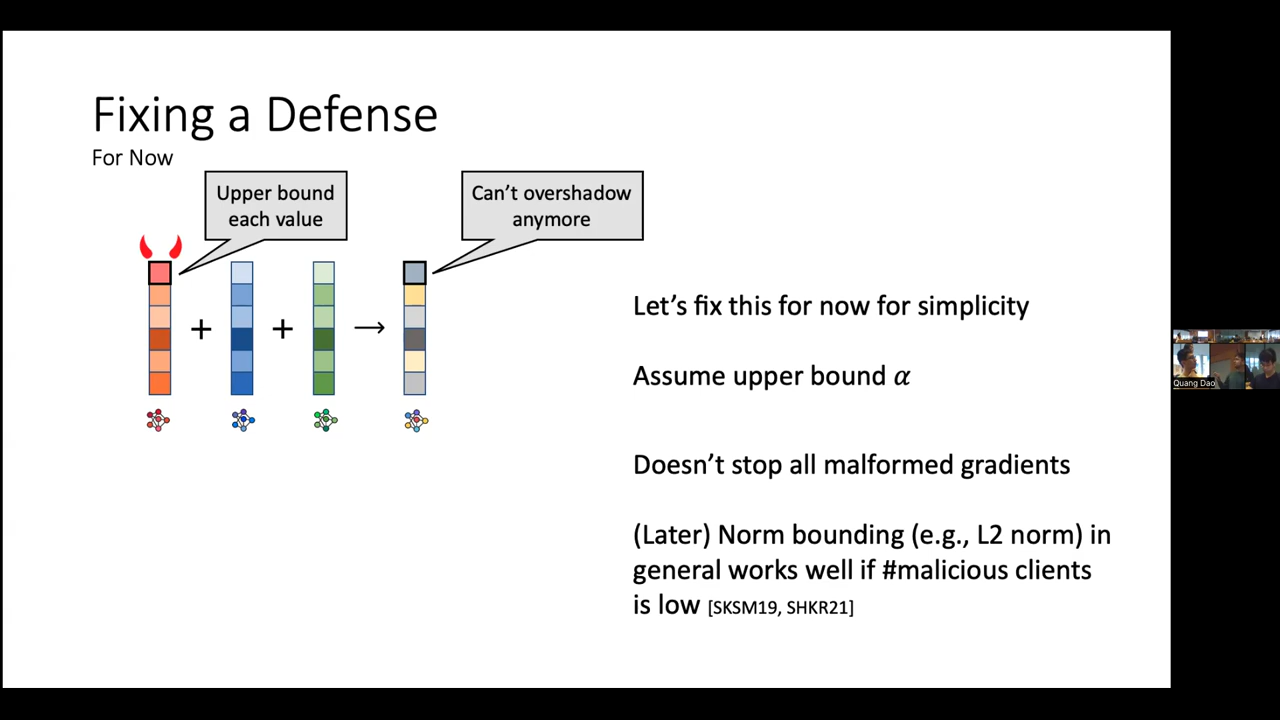 Fixing a Defense
For Now
Upper bound
each value
Can't overshadow
anymore
+
+
→
Let's fix this for now for simplicity
Assume upper bound 𝛼
Doesn't stop all malformed gradients
(Later) Norm bounding (e.g., L2 norm) in
general works well if #malicious clients
is low [SKSM19, SHKR21]
Quang Dao